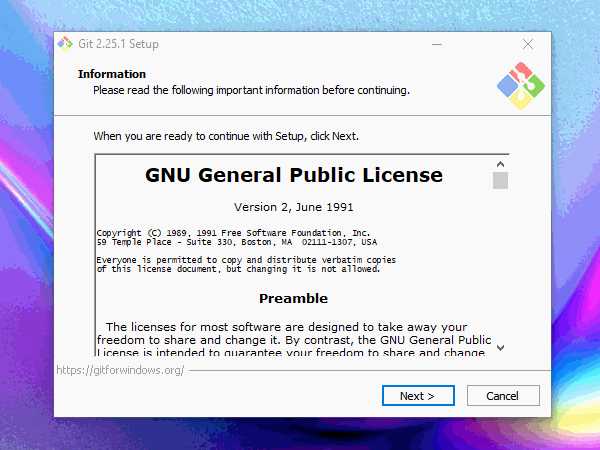 Git 2.25.1 Setup
Information
Please read the following important information before continuing.
When you are ready to continue with Setup, click Next.
GNU General Public License
Version 2, June 1991
Copyright (C) 1989, 1991 Free Software Foundation, Inc.
59 Temple Place - Suite 330, Boston, MA  02111-1307, USA
Everyone is permitted to copy and distribute verbatim copies
of this license document, but changing it is not allowed.
Preamble
The licenses for most software are designed to take away your
freedom to share and change it. By contrast, the GNU General Public
License is intended to guarantee your freedom to share and change
https://gitforwindows.org/
Next >
Cancel